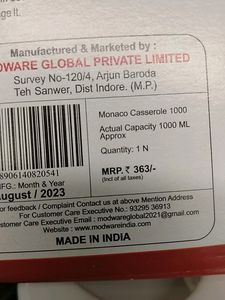 ge It.
Manufactured & Marketed by :
DWARE GLOBAL PRIVATE LIMITED
Survey No-120/4, Arjun Baroda
Teh Sanwer, Dist Indore. (M.P.)
Monaco Casserole 1000
Actual Capacity 1000 ML
Approx
Quantity: 1 N
8906140820541
MRP.₹ 363/-
(Incl of all taxes)
MFG.: Month & Year
August / 2023
or feedback / Complaint Contact us at above Mention Address
For Customer Care Executive No.: 93295 36913
Customer Care Executive Email : modwareglobal2021@gmail.com
Website : www.modwareindia.com
MADE IN INDIA